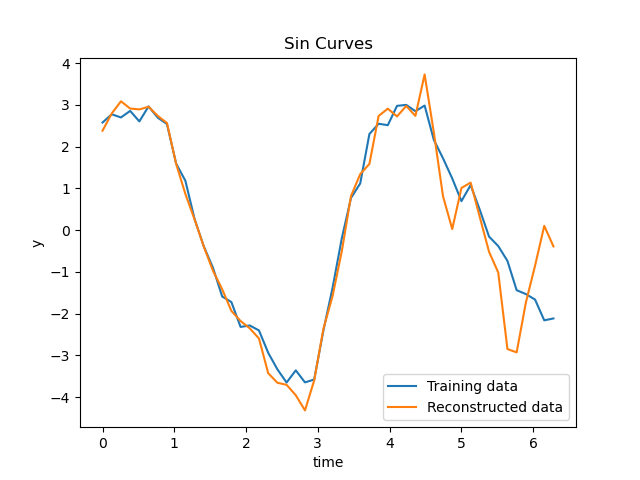 Sin Curves
4
3
2
1
0
−1
−2
−3
−4
y
0 1 2 3 4 5 6
time
Training data
Reconstructed data